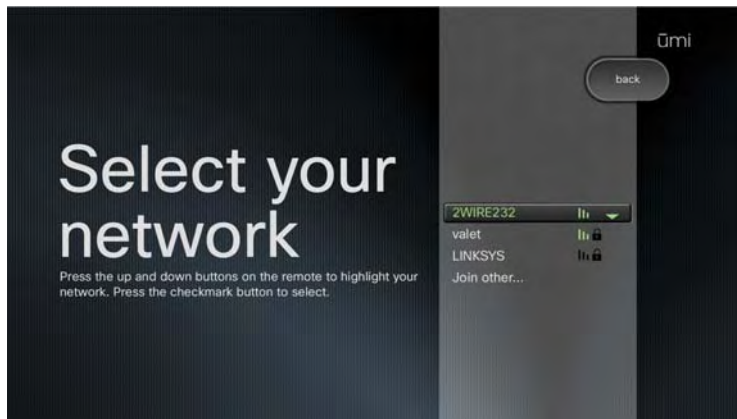 ūmi
back
Select your
network
Press the up and down buttons on the remote to highlight your
network. Press the checkmark button to select.
2WIRE232
valet
LINKSYS
Join other...